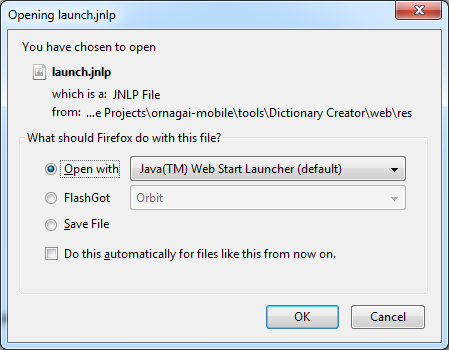 Opening launch.jnlp
You have chosen to open
launch.jnlp
which is a: JNLP File
from: ...e Projects\ornagai-mobile\tools\Dictionary Creator\web\res
What should Firefox do with this file?
Open with Java(TM) Web Start Launcher (default)
FlashGot Orbit
Save File
Do this automatically for files like this from now on.
OK Cancel